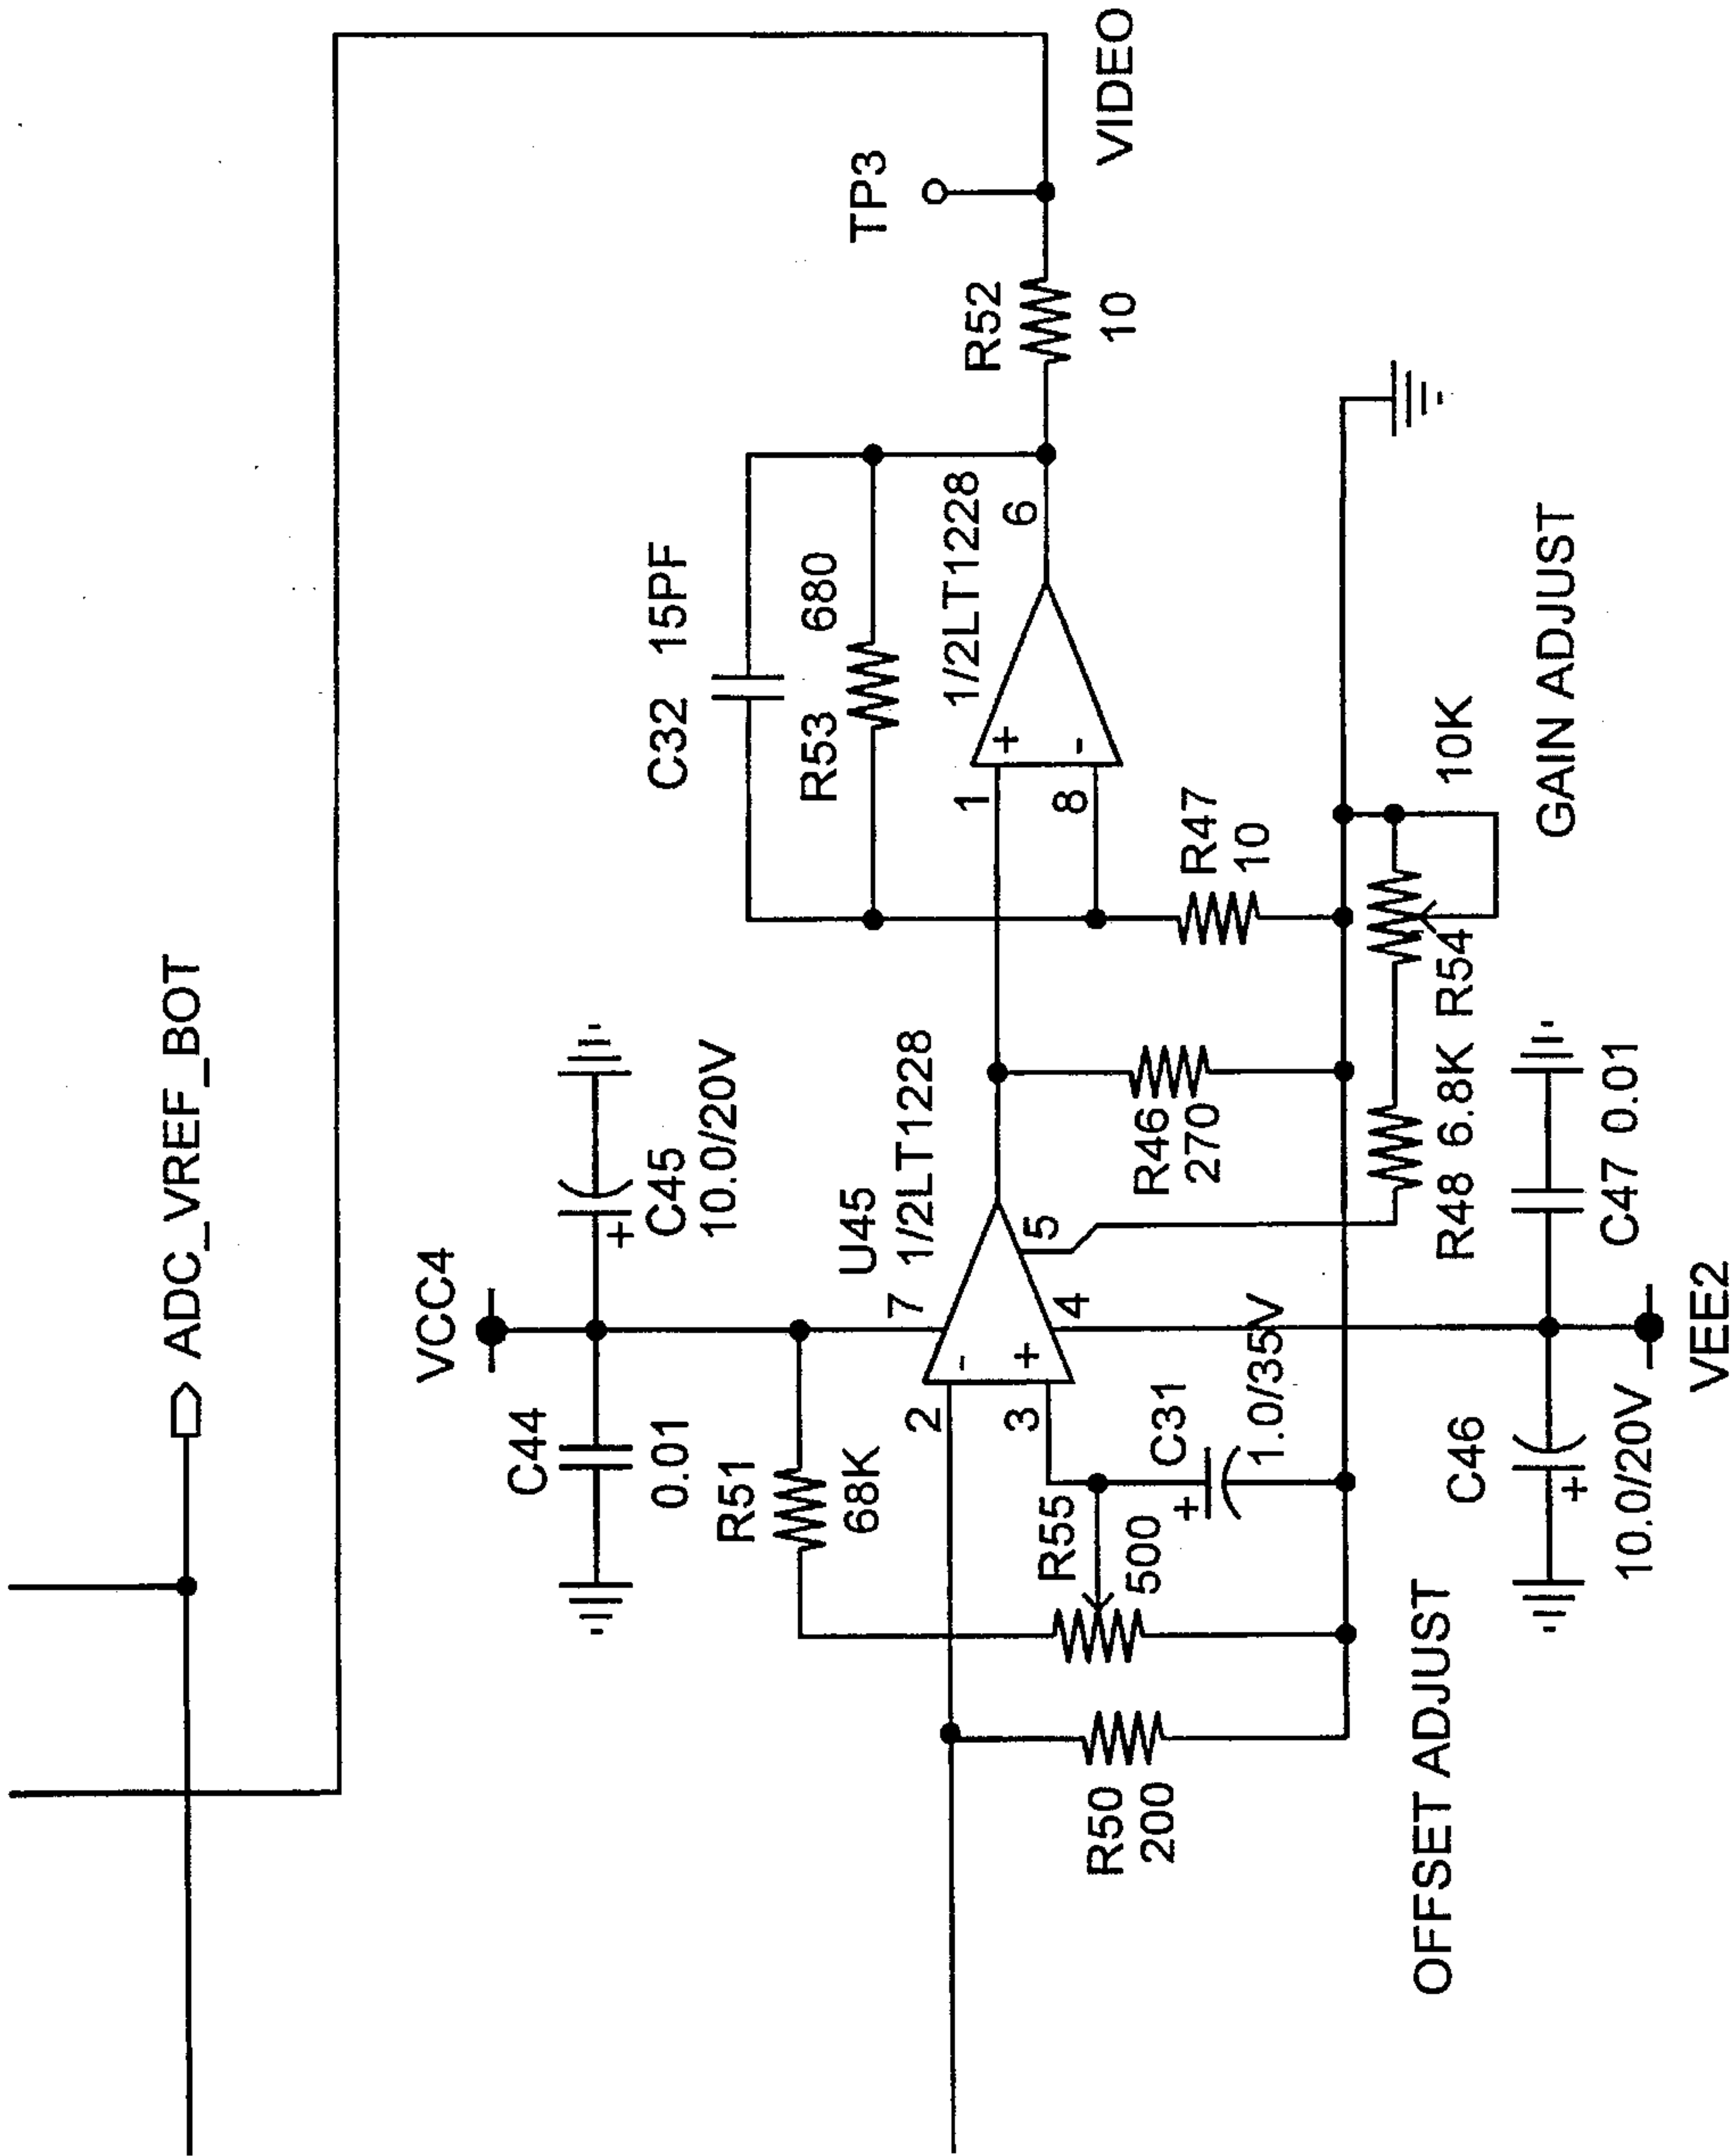 ADC_VREF_BOT
VCC4
C44
0.01
C45
10.0/20V
R51
68K
U45
1/2LT1228
7
2
3
4
5
R55
500
C31
1.0/35V
R50
200
OFFSET ADJUST
R46
270
R48 6.8K R54
10K
GAIN ADJUST
C46
10.0/20V
C47 0.01
VEE2
C32 15PF
R53 680
1/2LT1228
1
8
6
R47
10
R52
10
TP3
VIDEO
+
-
+
+
-
+
+